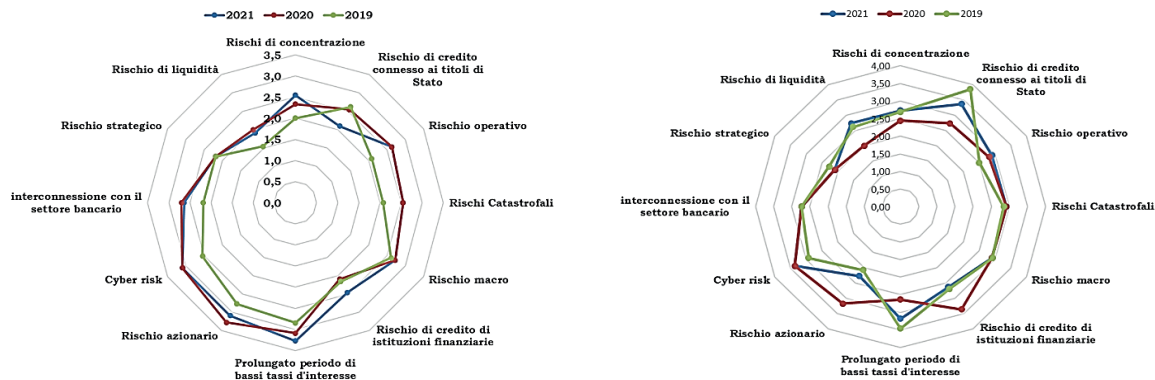 2021 2020 2019
Rischi di concentrazione
Rischio di credito
connesso ai titoli di
Stato
Rischio operativo
Rischi Catastrofali
Rischio macro
Rischio di credito di
istituzioni finanziarie
Prolungato periodo di
bassi tassi d'interesse
Rischio azionario
Cyber risk
interconnessione con il
settore bancario
Rischio strategico
Rischio di liquidità
3,5
3,0
2,5
2,0
1,5
1,0
0,5
0,0
2021 2020 2019
Rischi di concentrazione
Rischio di credito
connesso ai titoli di
Stato
Rischio operativo
Rischi Catastrofali
Rischio macro
Rischio di credito di
istituzioni finanziarie
Prolungato periodo di
bassi tassi d'interesse
Rischio azionario
Cyber risk
interconnessione con il
settore bancario
Rischio strategico
Rischio di liquidità
4,00
3,50
3,00
2,50
2,00
1,50
1,00
0,50
0,00